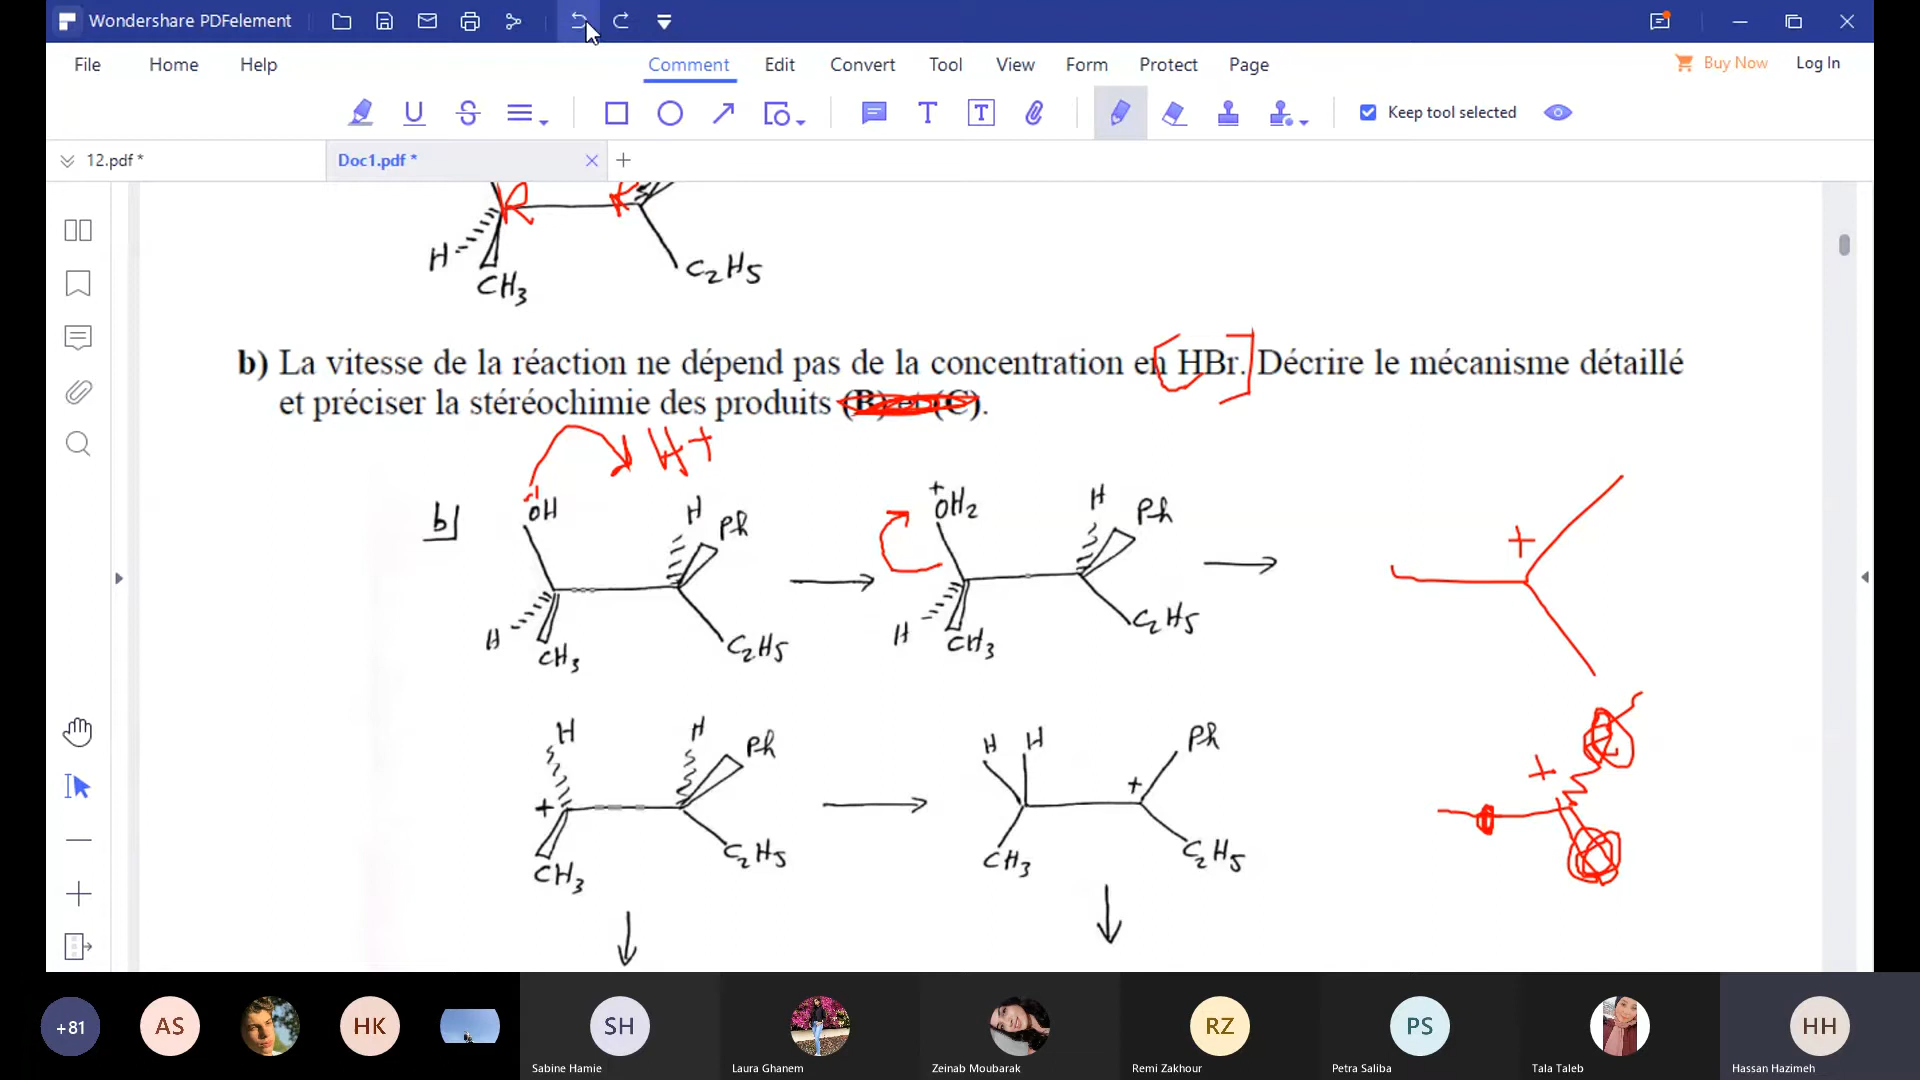 Wondershare PDFelement
File Home Help Comment Edit Convert Tool View Form Protect Page Buy Now Log In
Keep tool selected
12.pdf * Doc1.pdf *
R
H CH3 C2H5
b) La vitesse de la réaction ne dépend pas de la concentration en HBr. Décrire le mécanisme détaillé
et préciser la stéréochimie des produits (B) et (C).
H+
b) OH H Ph +OH2 H Ph +
H CH3 C2H5 H CH3 C2H5
H H Ph H H + Ph +
+ CH3 C2H5 CH3 C2H5
+81 AS HK SH RZ PS HH
Sabine Hamie Laura Ghanem Zeinab Moubarak Remi Zakhour Petra Saliba Tala Taleb Hassan Hazimeh